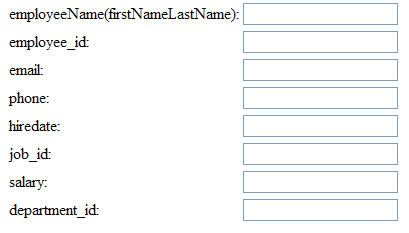 employeeName(firstNameLastName):
employee_id:
email:
phone:
hiredate:
job_id:
salary:
department_id: